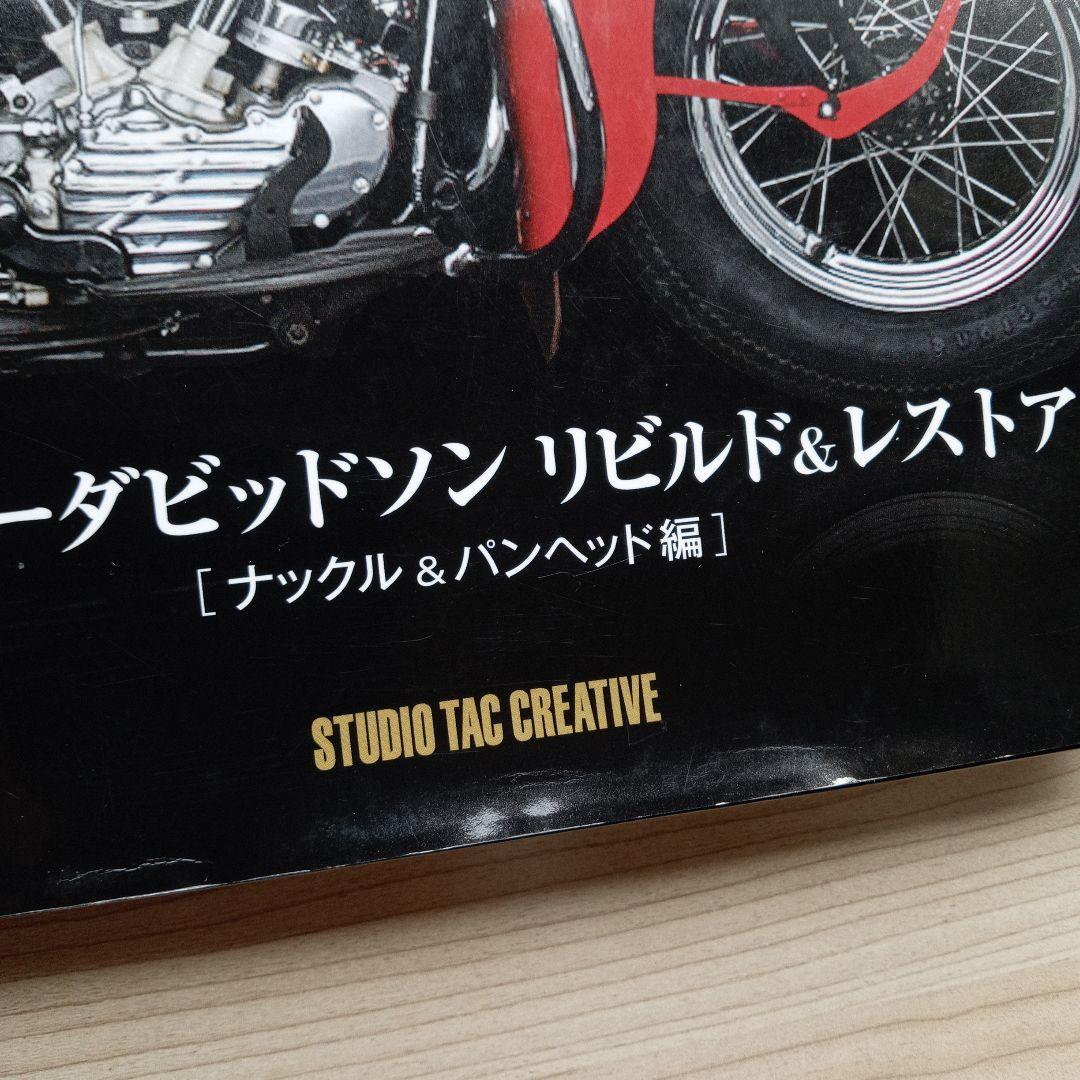 ーダビッドソン リビルド&レストア
[ナックル&パンヘッド編]
STUDIO TAC CREATIVE